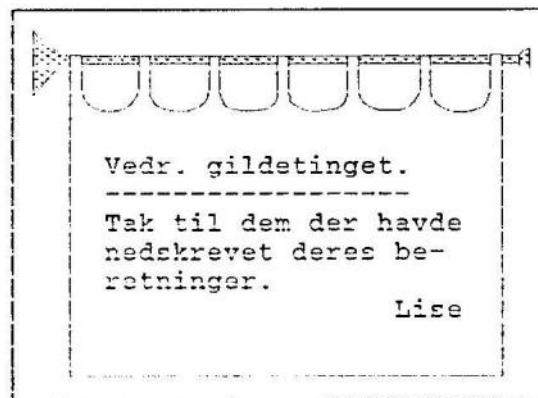 Vedr. gildetinget.
------------------
Tak til dem der havde
nedskrevet deres be-
retninger.
Lise